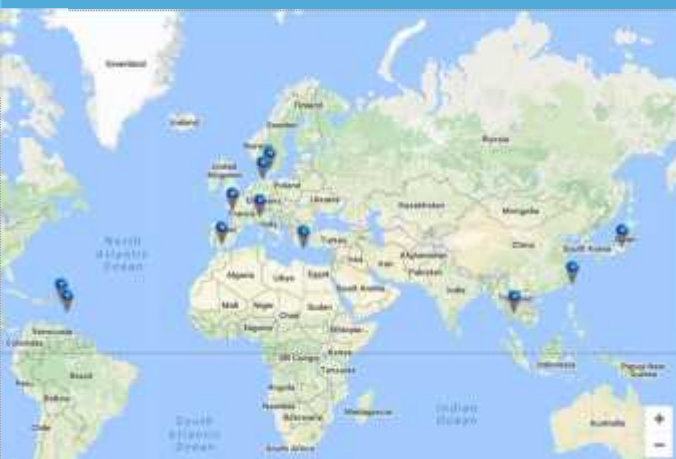 Greenland
Iceland
Finland
Sweden
Russia
United
Kingdom
Poland
Ukraine
France
Kazakhstan
Mongolia
Italy
Turkey
China
South Korea
North
Atlantic
Ocean
Afghanistan
Iraq
Iran
Pakistan
Algeria
Libya
Egypt
Saudi Arabia
India
Mali
Niger
Chad
Sudan
Nigeria
Ethiopia
Venezuela
Colombia
DR Congo
Kenya
Tanzania
Indonesia
Papua New
Guinea
Brazil
Peru
Bolivia
Angola
Namibia
Botswana
Madagascar
Chile
South
Atlantic
Ocean
Indian
Ocean
Australia
South Africa
+
−